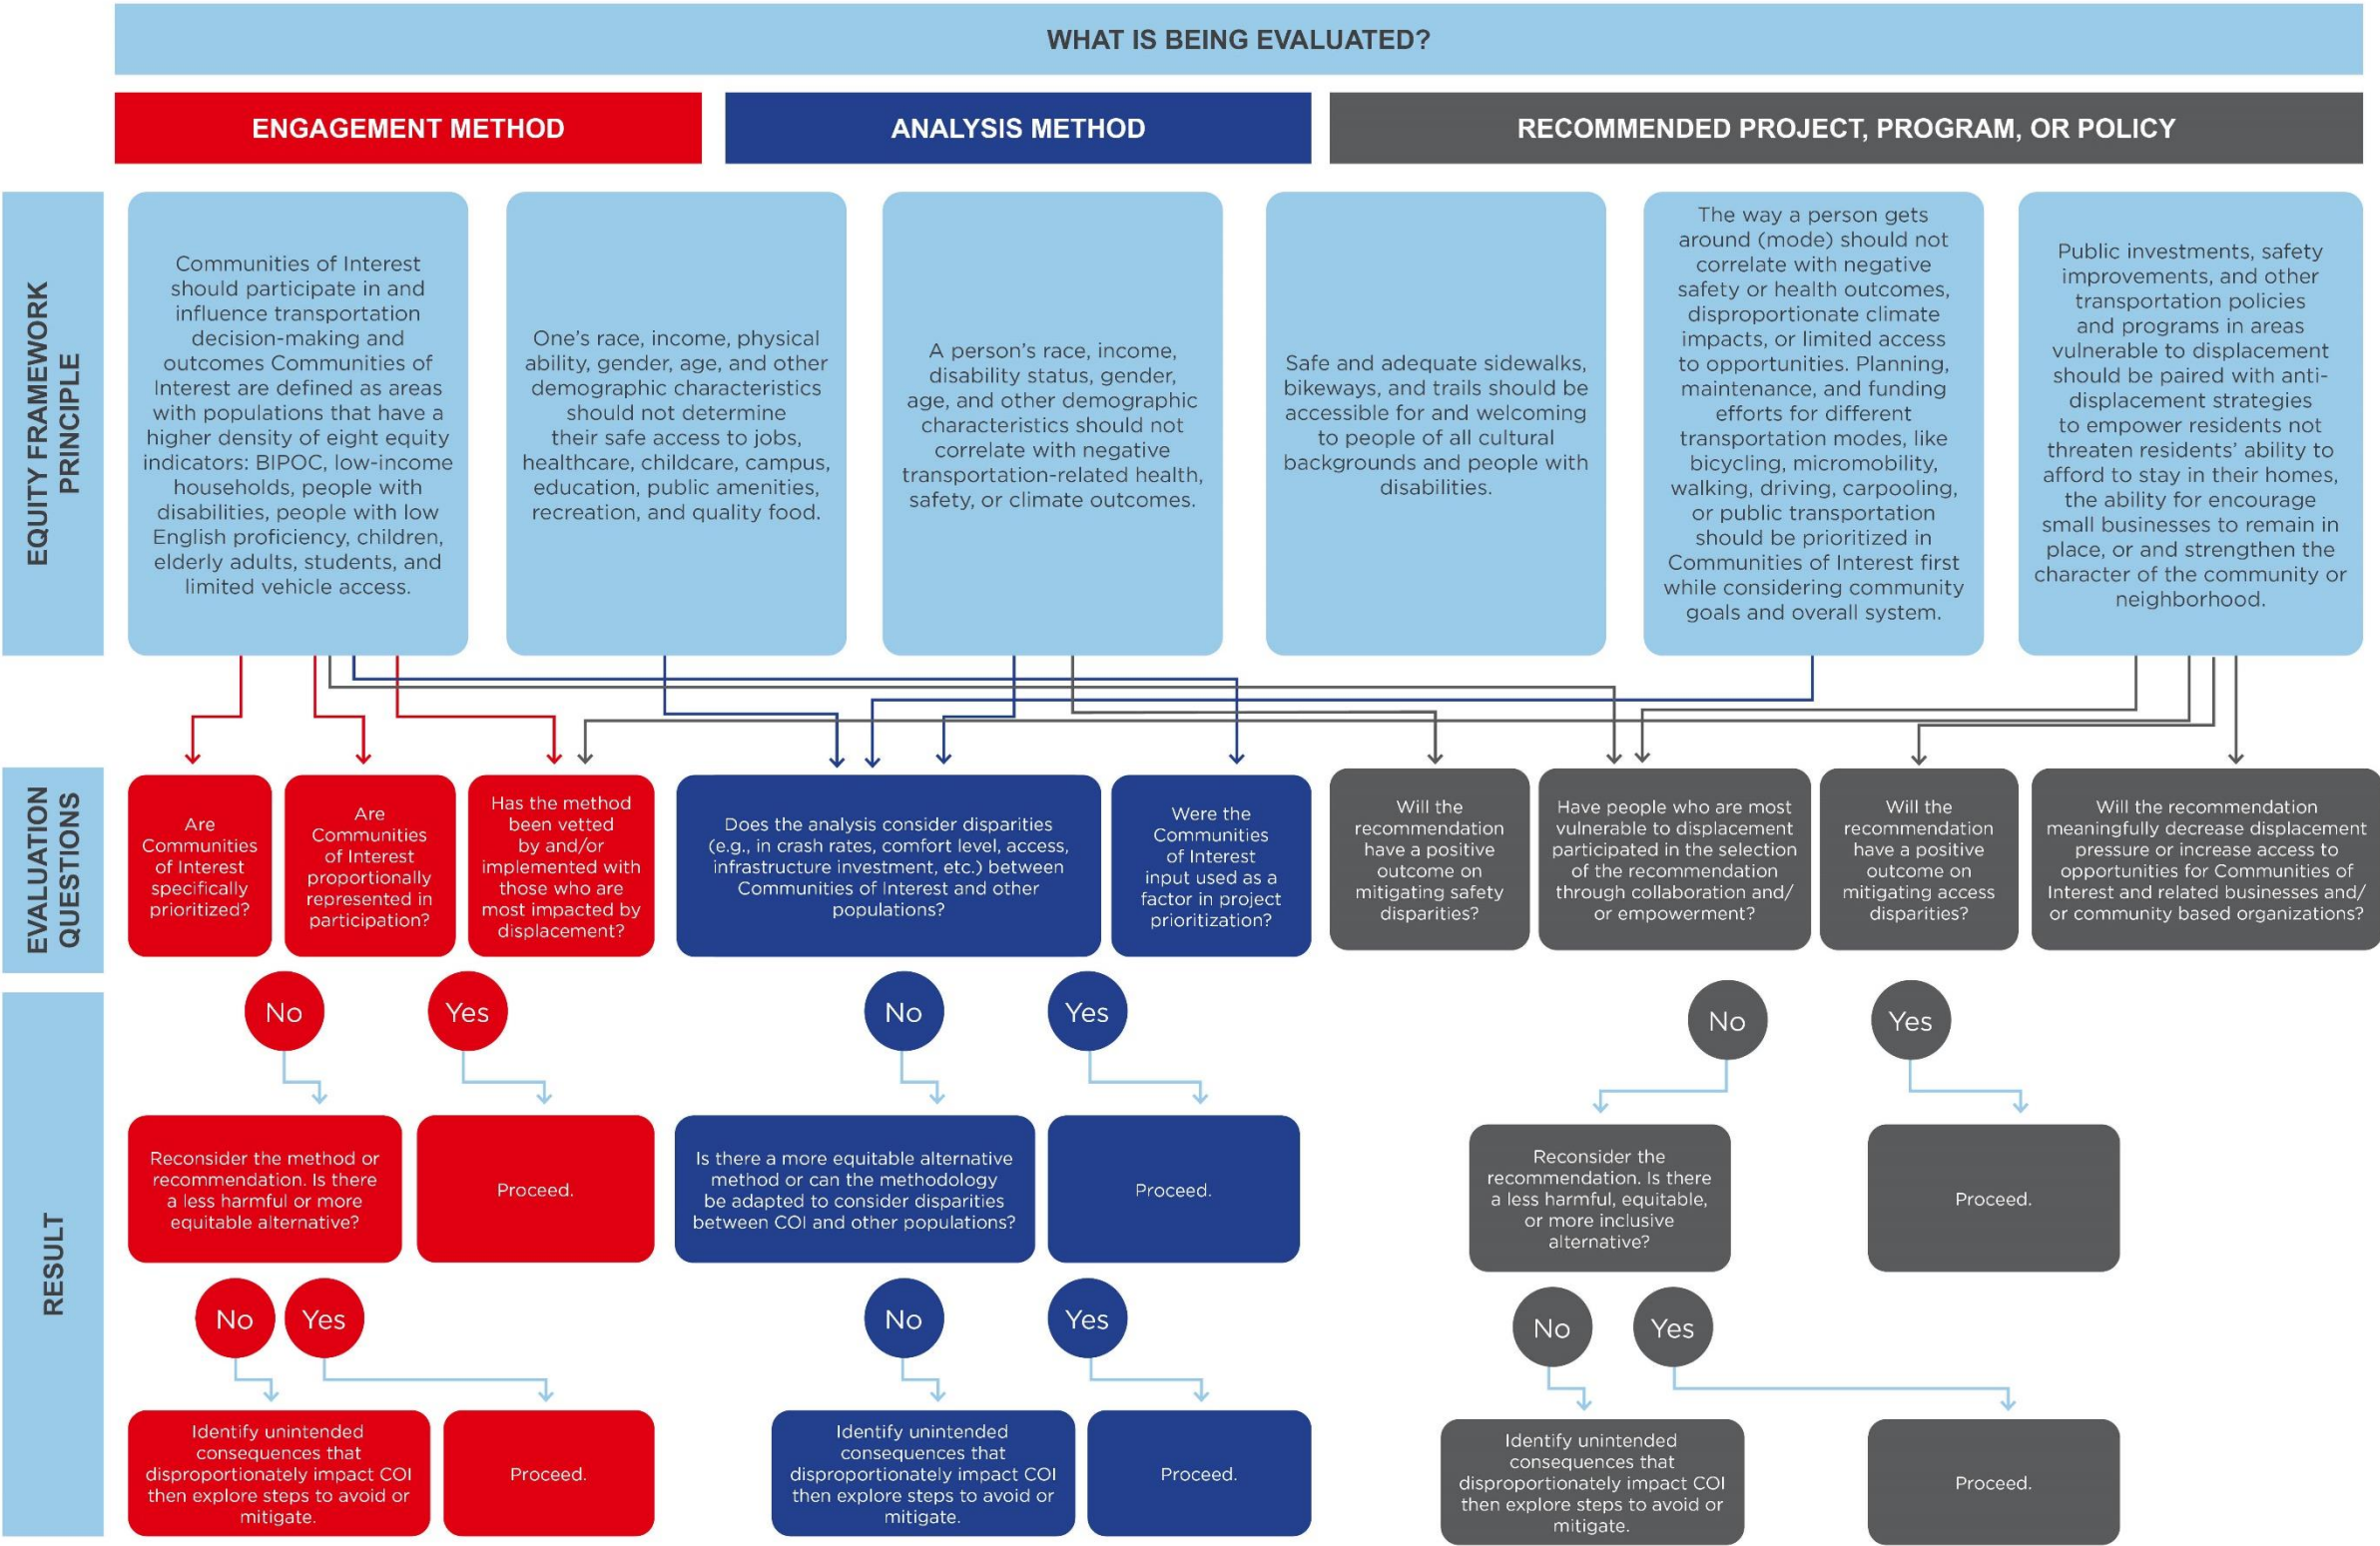 WHAT IS BEING EVALUATED?
ENGAGEMENT METHOD
ANALYSIS METHOD
RECOMMENDED PROJECT, PROGRAM, OR POLICY
EQUITY FRAMEWORK
PRINCIPLE
Communities of Interest
should participate in and
influence transportation
decision-making and
outcomes Communities of
Interest are defined as areas
with populations that have a
higher density of eight equity
indicators: BIPOC, low-income
households, people with
disabilities, people with low
English proficiency, children,
elderly adults, students, and
limited vehicle access.
One's race, income, physical
ability, gender, age, and other
demographic characteristics
should not determine
their safe access to jobs,
healthcare, childcare, campus,
education, public amenities,
recreation, and quality food.
A person's race, income,
disability status, gender,
age, and other demographic
characteristics should not
correlate with negative
transportation-related health,
safety, or climate outcomes.
Safe and adequate sidewalks,
bikeways, and trails should be
accessible for and welcoming
to people of all cultural
backgrounds and people with
disabilities.
The way a person gets
around (mode) should not
correlate with negative
safety or health outcomes,
disproportionate climate
impacts, or limited access
to opportunities. Planning,
maintenance, and funding
efforts for different
transportation modes, like
bicycling, micromobility,
walking, driving, carpooling,
or public transportation
should be prioritized in
Communities of Interest first
while considering community
goals and overall system.
Public investments, safety
improvements, and other
transportation policies
and programs in areas
vulnerable to displacement
should be paired with anti-
displacement strategies
to empower residents not
threaten residents' ability to
afford to stay in their homes,
the ability for encourage
small businesses to remain in
place, or and strengthen the
character of the community or
neighborhood.
EVALUATION
QUESTIONS
Are
Communities
of Interest
specifically
prioritized?
Are
Communities
of Interest
proportionally
represented in
participation?
Has the method
been vetted
by and/or
implemented with
those who are
most impacted by
displacement?
Does the analysis consider disparities
(e.g., in crash rates, comfort level, access,
infrastructure investment, etc.) between
Communities of Interest and other
populations?
Were the
Communities
of Interest
input used as a
factor in project
prioritization?
Will the
recommendation
have a positive
outcome on
mitigating safety
disparities?
Have people who are most
vulnerable to displacement
participated in the selection
of the recommendation
through collaboration and/
or empowerment?
Will the
recommendation
have a positive
outcome on
mitigating access
disparities?
Will the recommendation
meaningfully decrease displacement
pressure or increase access to
opportunities for Communities of
Interest and related businesses and/
or community based organizations?
RESULT
No
Yes
No
Yes
No
Yes
Reconsider the method or
recommendation. Is there
a less harmful or more
equitable alternative?
Proceed.
Is there a more equitable alternative
method or can the methodology
be adapted to consider disparities
between COI and other populations?
Proceed.
Reconsider the
recommendation. Is there
a less harmful, equitable,
or more inclusive
alternative?
Proceed.
No
Yes
No
Yes
No
Yes
Identify unintended
consequences that
disproportionately impact COI
then explore steps to avoid or
mitigate.
Proceed.
Identify unintended
consequences that
disproportionately impact COI
then explore steps to avoid or
mitigate.
Proceed.
Identify unintended
consequences that
disproportionately impact COI
then explore steps to avoid or
mitigate.
Proceed.